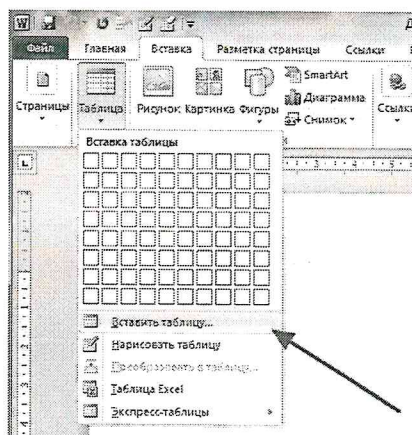 Файл Главная Вставка Разметка страницы Ссылки
Страницы Таблица Рисунок Картинка Фигуры SmartArt
Диаграмма
Снимок
Ссылки
Вставка таблицы
Вставить таблицу...
Нарисовать таблицу
Преобразовать в таблицу...
Таблица Excel
Экспресс-таблицы